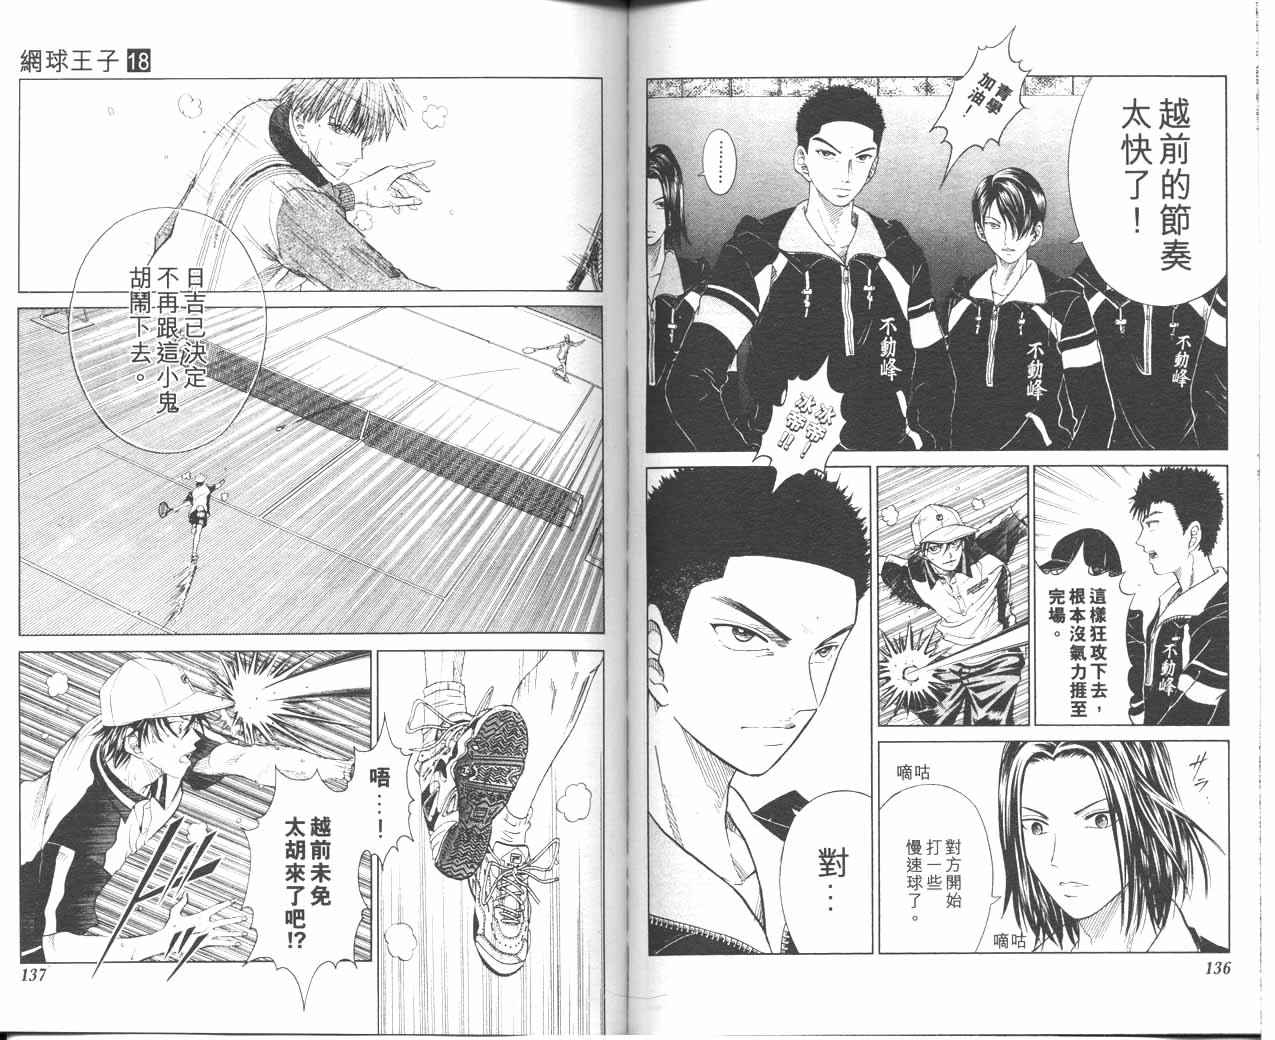 網球王子18
越前的節奏
太快了！
青學
加油！
………
不動峰
不動峰
不動峰
冰帝！
冰帝!!
這樣狂攻下去，
根本沒氣力捱至
完場。
不動峰
サラ
嘀咕
對方開始
打一些
慢速球了。
嘀咕
對…
136
日吉已決定
不再跟這小鬼
胡鬧下去。
唔…！
越前未免
太胡來了吧!?
137